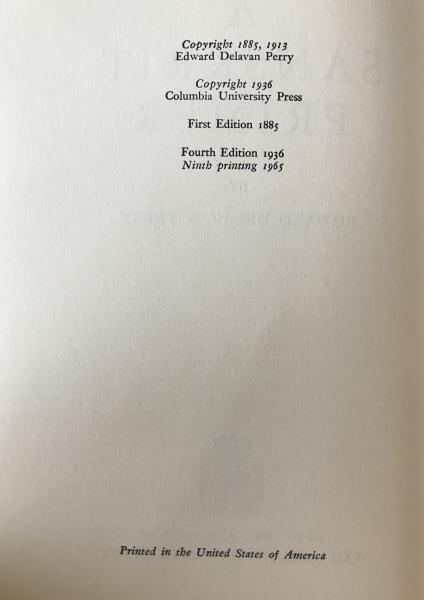 Copyright 1885, 1913
Edward Delavan Perry
Copyright 1936
Columbia University Press
First Edition 1885
Fourth Edition 1936
Ninth printing 1965
Printed in the United States of America